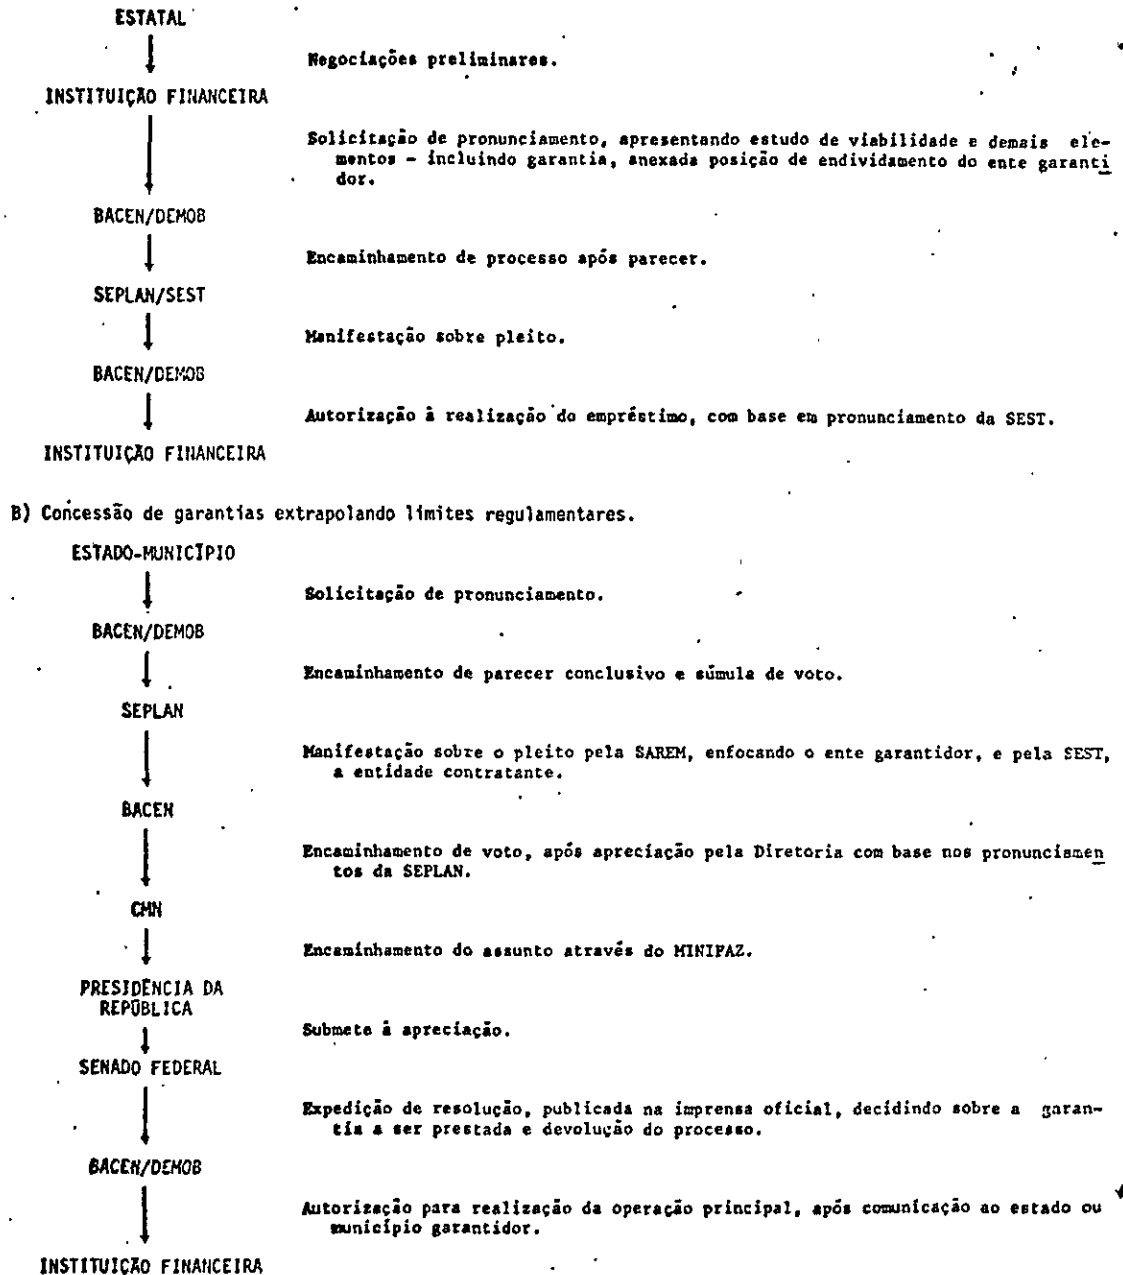 ESTATAL
Negociações preliminares.
INSTITUIÇÃO FINANCEIRA
Solicitação de pronunciamento, apresentando estudo de viabilidade e demais ele-
mentos - incluindo garantia, anexada posição de endividamento do ente garanti
dor.
BACEN/DEMOB
Encaminhamento de processo após parecer.
SEPLAN/SEST
Manifestação sobre pleito.
BACEN/DEMOB
Autorização à realização do empréstimo, com base em pronunciamento da SEST.
INSTITUIÇÃO FINANCEIRA
B) Concessão de garantias extrapolando limites regulamentares.
ESTADO-MUNICÍPIO
Solicitação de pronunciamento.
BACEN/DEMOB
Encaminhamento de parecer conclusivo e súmula de voto.
SEPLAN
Manifestação sobre o pleito pela SAREM, enfocando o ente garantidor, e pela SEST,
a entidade contratante.
BACEN
Encaminhamento de voto, após apreciação pela Diretoria com base nos pronunciamen
tos da SEPLAN.
CMN
Encaminhamento do assunto através do MINIFAZ.
PRESIDÊNCIA DA
REPÚBLICA
Submete à apreciação.
SENADO FEDERAL
Expedição de resolução, publicada na imprensa oficial, decidindo sobre a garan-
tia a ser prestada e devolução do processo.
BACEN/DEMOB
Autorização para realização da operação principal, após comunicação ao estado ou
município garantidor.
INSTITUIÇÃO FINANCEIRA